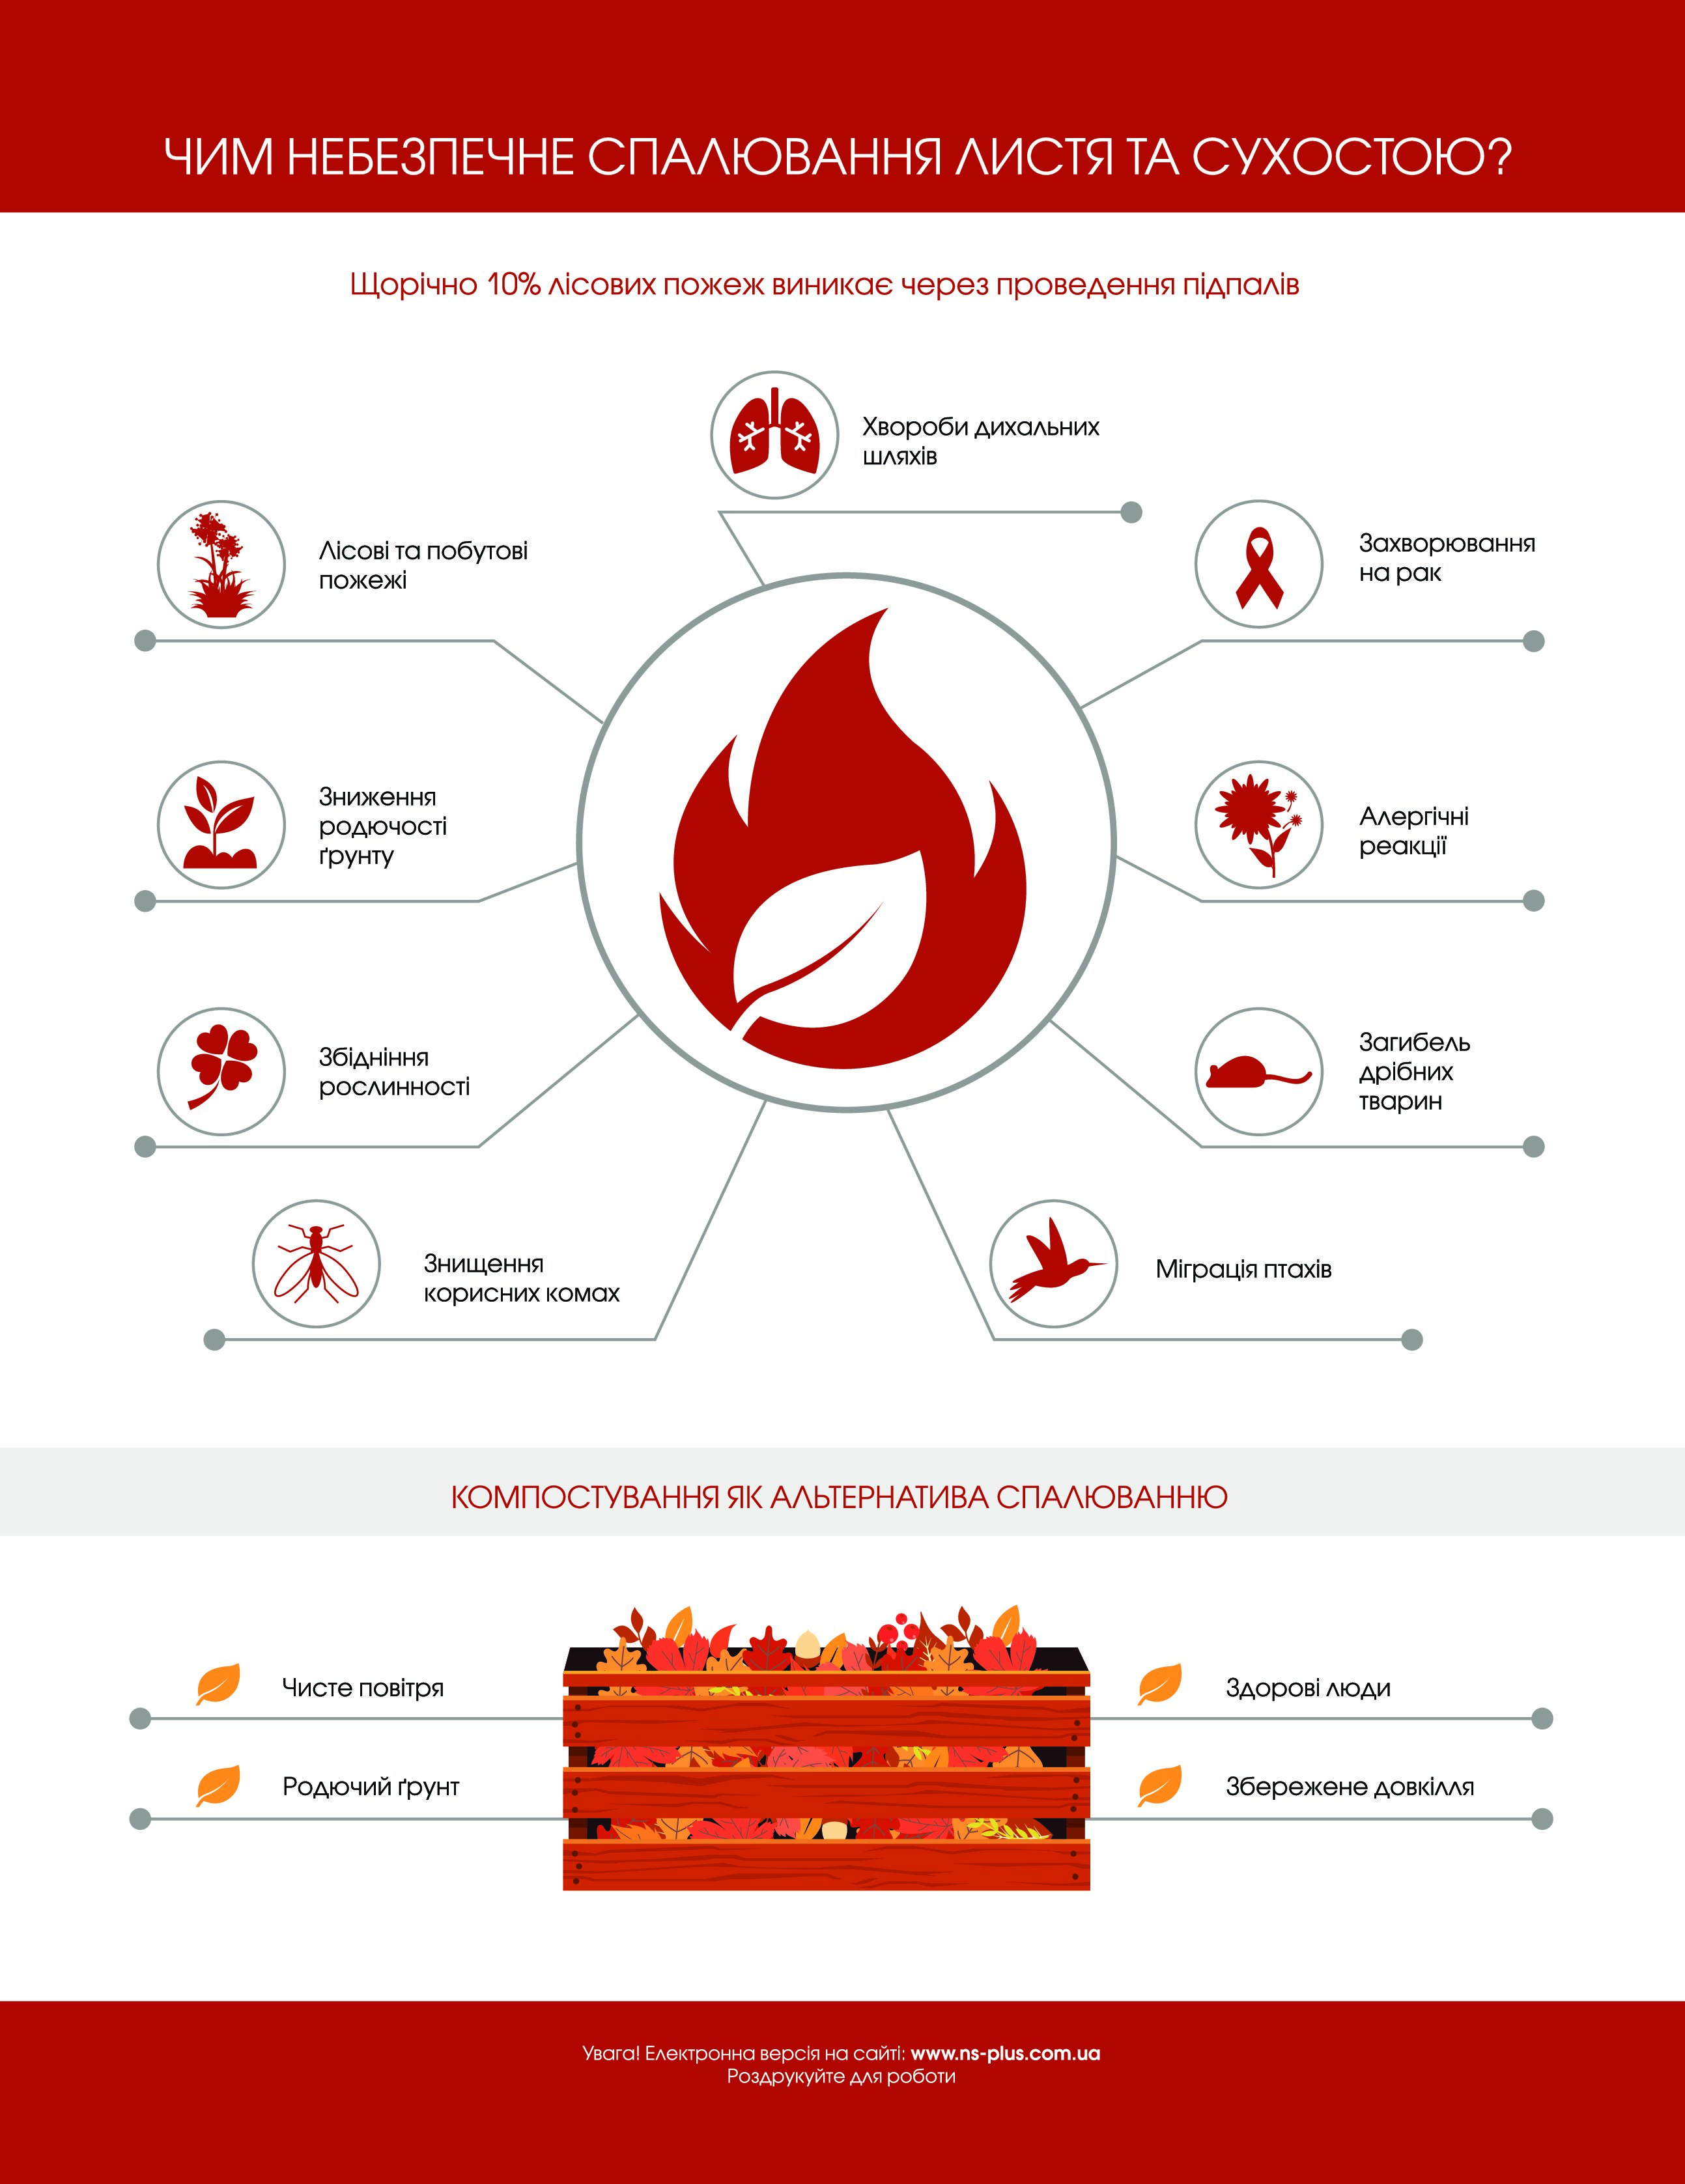 ЧИМ НЕБЕЗПЕЧНЕ СПАЛЮВАННЯ ЛИСТЯ ТА СУХОСТОЮ?
Щорічно 10% лісових пожеж виникає через проведення підпалів
Хвороби дихальних
шляхів
Лісові та побутові
пожежі
Захворювання
на рак
Зниження
родючості
ґрунту
Алергічні
реакції
Збідніння
рослинності
Загибель
дрібних
тварин
Знищення
корисних комах
Міграція птахів
КОМПОСТУВАННЯ ЯК АЛЬТЕРНАТИВА СПАЛЮВАННЮ
Чисте повітря
Здорові люди
Родючий ґрунт
Збережене довкілля
Увага! Електронна версія на сайті: www.ns-plus.com.ua
Роздрукуйте для роботи